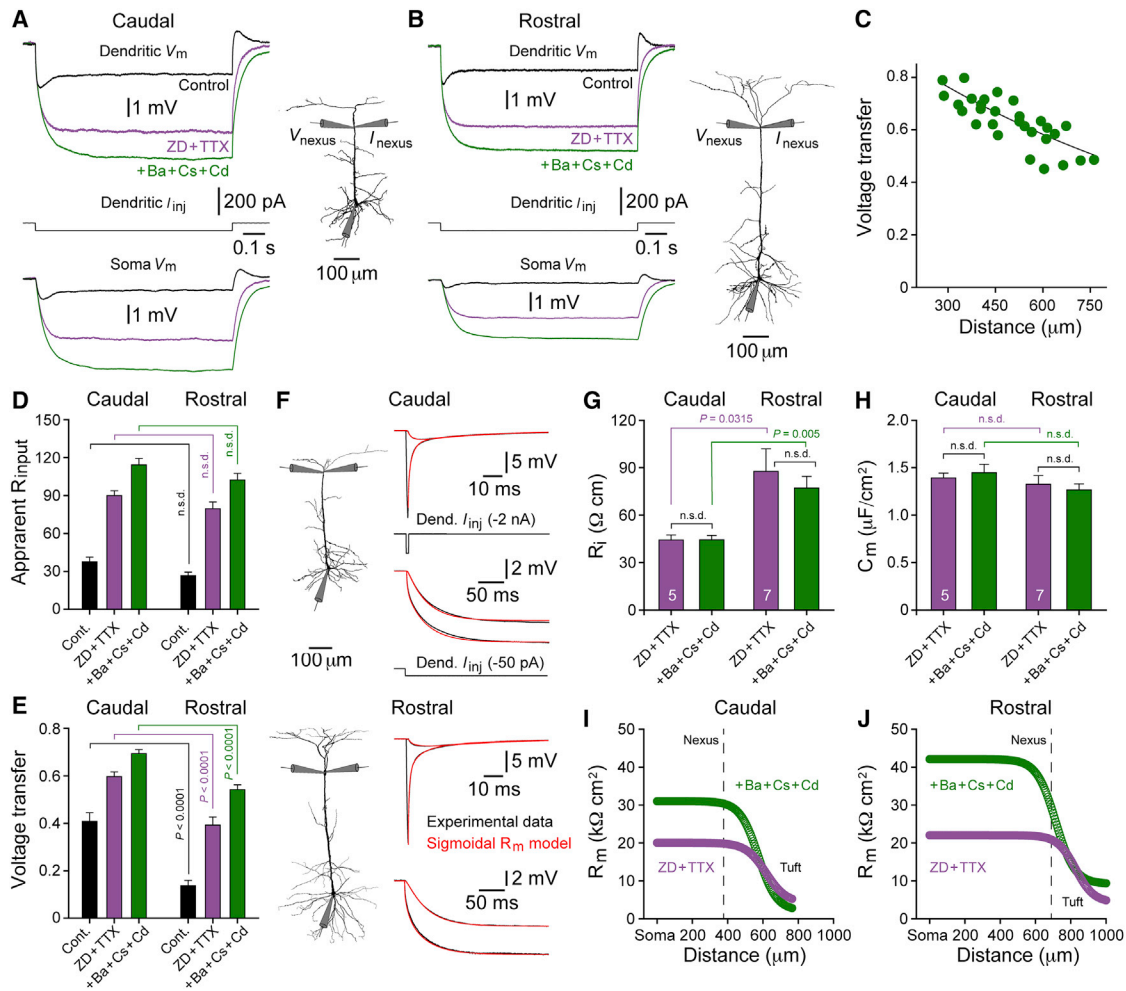 A
Caudal
Dendritic Vm
Control
1 mV
ZD+TTX
+Ba+Cs+Cd
Vnexus
Inexus
200 pA
Dendritic Iinj
0.1 s
Soma Vm
1 mV
100 μm
B
Rostral
Dendritic Vm
Control
1 mV
ZD+TTX
+Ba+Cs+Cd
Vnexus
Inexus
200 pA
Dendritic Iinj
0.1 s
Soma Vm
1 mV
100 μm
C
Voltage transfer
0.8
0.6
0.4
0.2
0
300 450 600 750
Distance (μm)
D
Caudal Rostral
Apprarent Rinput
150
120
90
60
30
0
n.s.d.
n.s.d.
n.s.d.
Cont.
ZD+TTX
+Ba+Cs+Cd
Cont.
ZD+TTX
+Ba+Cs+Cd
E
Caudal Rostral
Voltage transfer
0.8
0.6
0.4
0.2
0
P < 0.0001
P < 0.0001
P < 0.0001
Cont.
ZD+TTX
+Ba+Cs+Cd
Cont.
ZD+TTX
+Ba+Cs+Cd
F
Caudal
5 mV
10 ms
Dend. Iinj (-2 nA)
2 mV
50 ms
Dend. Iinj (-50 pA)
100 μm
Rostral
5 mV
10 ms
Experimental data
Sigmoidal Rm model
2 mV
50 ms
G
Caudal Rostral
Ri (Ω cm)
120
90
60
30
0
P = 0.0315
P = 0.005
n.s.d.
n.s.d.
5
7
ZD+TTX
+Ba+Cs+Cd
ZD+TTX
+Ba+Cs+Cd
H
Caudal Rostral
Cm (μF/cm²)
2.0
1.5
1.0
0.5
0
n.s.d.
n.s.d.
n.s.d.
n.s.d.
5
7
ZD+TTX
+Ba+Cs+Cd
ZD+TTX
+Ba+Cs+Cd
I
Caudal
Rm (kΩ cm²)
50
40
30
20
10
0
Nexus
+Ba+Cs+Cd
ZD+TTX
Tuft
Soma 200 400 600 800 1000
Distance (μm)
J
Rostral
Rm (kΩ cm²)
50
40
30
20
10
0
Nexus
+Ba+Cs+Cd
ZD+TTX
Tuft
Soma 200 400 600 800 1000
Distance (μm)